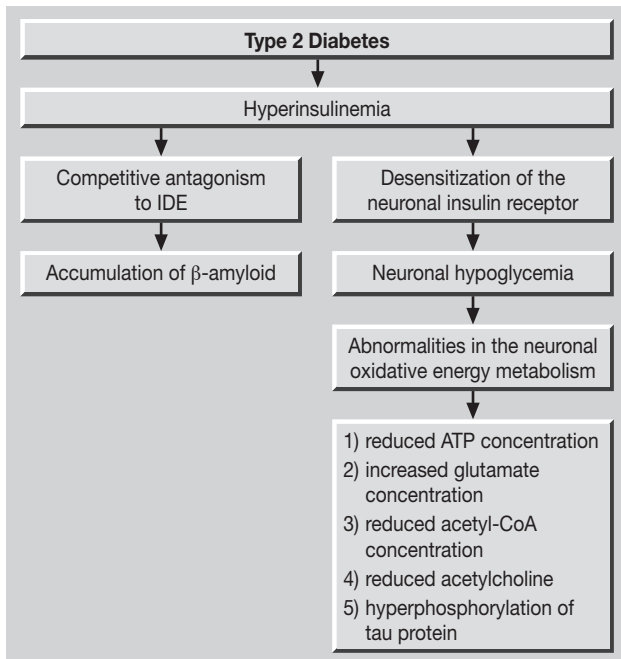 Type 2 Diabetes
Hyperinsulinemia
Competitive antagonism
to IDE
Accumulation of β-amyloid
Desensitization of the
neuronal insulin receptor
Neuronal hypoglycemia
Abnormalities in the neuronal
oxidative energy metabolism
1) reduced ATP concentration
2) increased glutamate
concentration
3) reduced acetyl-CoA
concentration
4) reduced acetylcholine
5) hyperphosphorylation of
tau protein